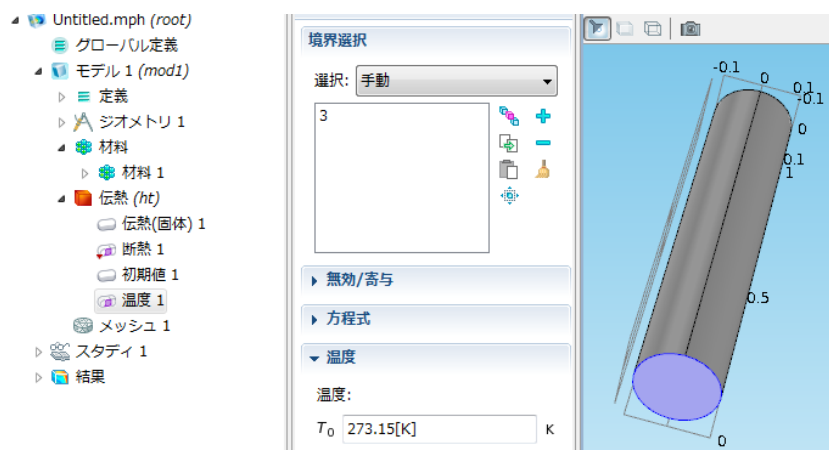 Untitled.mph (root)
グローバル定義
モデル 1 (mod1)
定義
ジオメトリ 1
材料
材料 1
伝熱 (ht)
伝熱(固体) 1
断熱 1
初期値 1
温度 1
メッシュ 1
スタディ 1
結果
境界選択
選択: 手動
3
無効/寄与
方程式
温度
温度:
T0 273.15[K] K
-0.1 0 0.1
-0.1
0
0.1
1
0.5
0